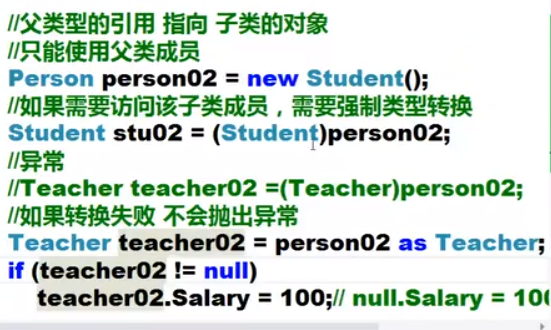 //父类型的引用 指向 子类的对象
//只能使用父类成员
Person person02 = new Student();
//如果需要访问该子类成员，需要强制类型转换
Student stu02 = (Student)person02;
//异常
//Teacher teacher02 =(Teacher)person02;
//如果转换失败 不会抛出异常
Teacher teacher02 = person02 as Teacher;
if (teacher02 != null)
teacher02.Salary = 100;// null.Salary = 100